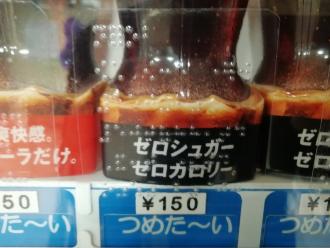 爽快感。
ーラだけ。
ゼロシュガー
ゼロカロリー。
ゼロ
ゼロ
50
¥150
¥1
つめた〜い
つめた〜い
つめた